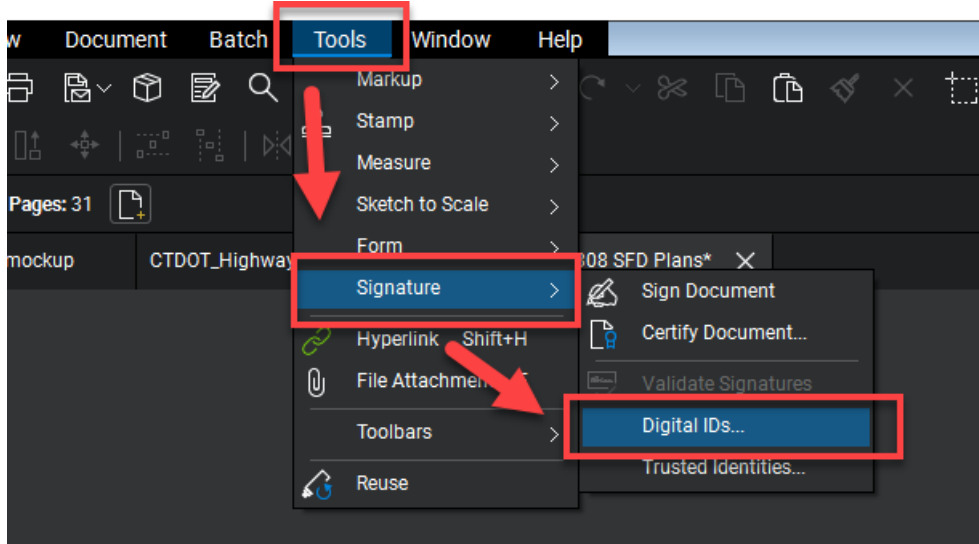 w Document Batch Tools Window Help
Markup
Stamp
Measure
Pages: 31
Sketch to Scale
mockup
CTDOT_Highway
Form
308 SFD Plans*
Signature
Sign Document
Hyperlink Shift+H
Certify Document...
File Attachmen
Validate Signatures
Toolbars
Digital IDs...
Trusted Identities...
Reuse